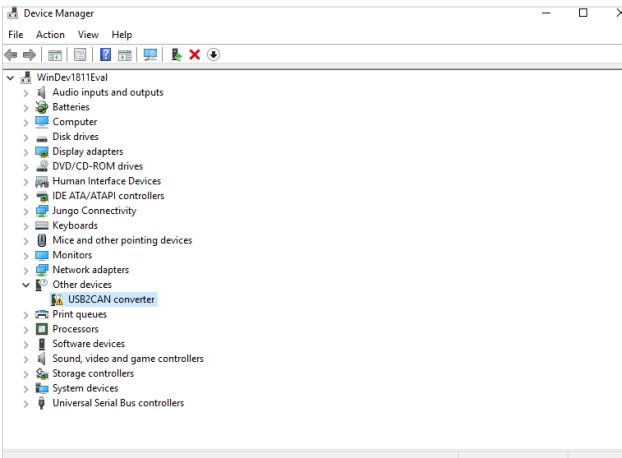 Device Manager
File Action View Help
WinDev1811Eval
Audio inputs and outputs
Batteries
Computer
Disk drives
Display adapters
DVD/CD-ROM drives
Human Interface Devices
IDE ATA/ATAPI controllers
Jungo Connectivity
Keyboards
Mice and other pointing devices
Monitors
Network adapters
Other devices
USB2CAN converter
Print queues
Processors
Software devices
Sound, video and game controllers
Storage controllers
System devices
Universal Serial Bus controllers